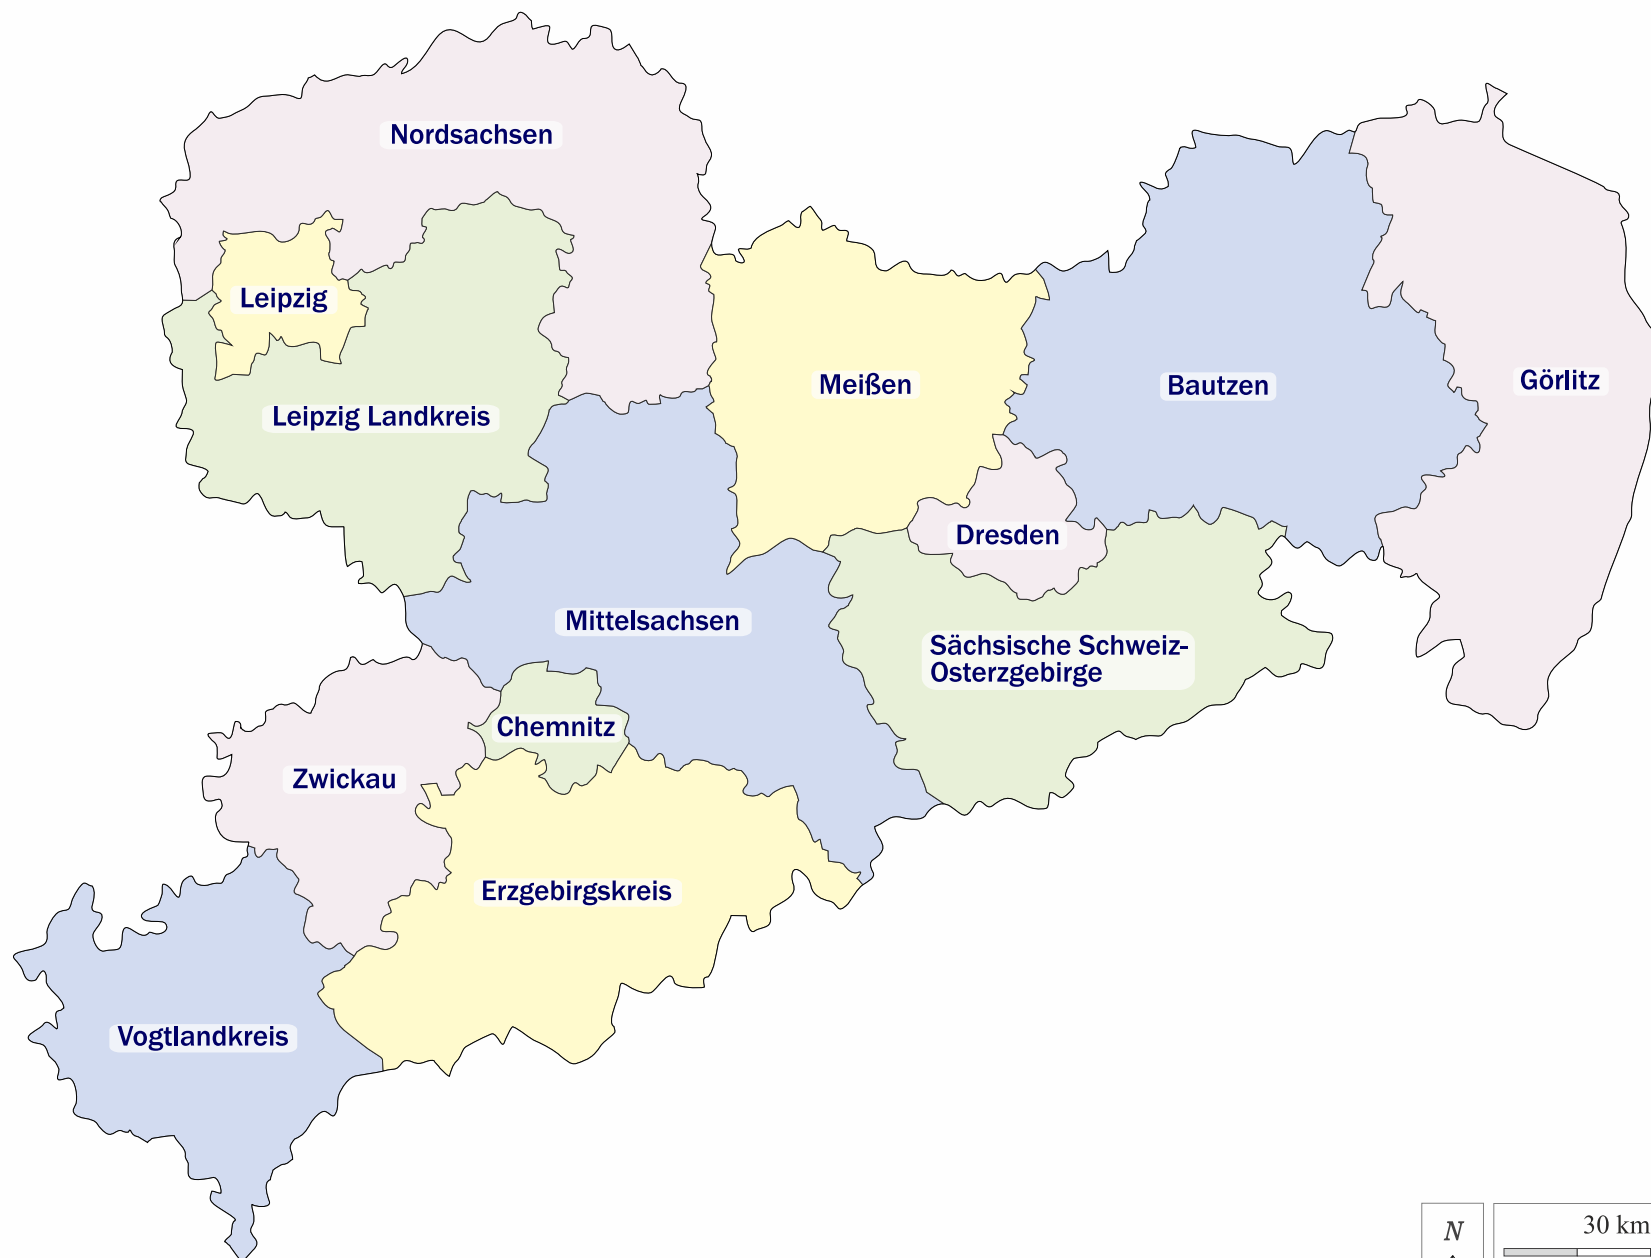 Nordsachsen
Leipzig
Leipzig Landkreis
Meißen
Bautzen
Görlitz
Dresden
Mittelsachsen
Sächsische Schweiz-
Osterzgebirge
Chemnitz
Zwickau
Erzgebirgskreis
Vogtlandkreis
N
30 km